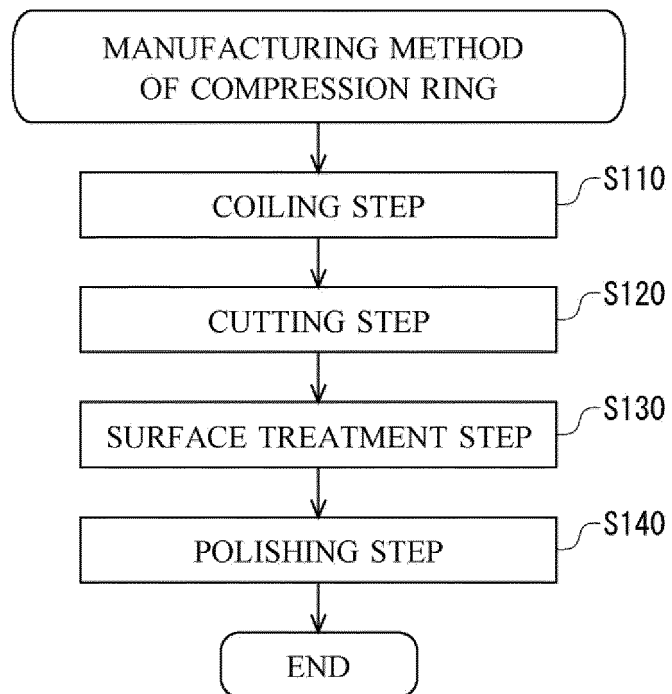 MANUFACTURING METHOD
OF COMPRESSION RING
COILING STEP
S110
CUTTING STEP
S120
SURFACE TREATMENT STEP
S130
POLISHING STEP
S140
END